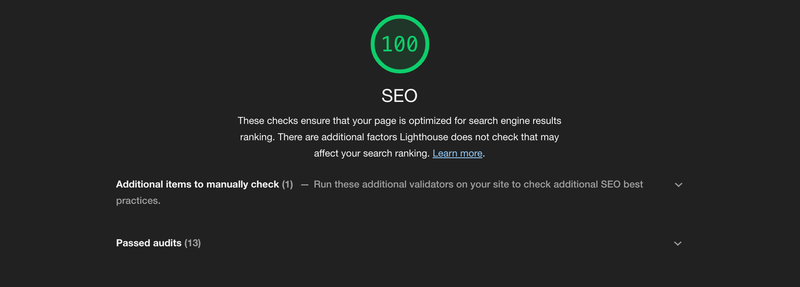 100
SEO
These checks ensure that your page is optimized for search engine results
ranking. There are additional factors Lighthouse does not check that may
affect your search ranking. Learn more.
Additional items to manually check (1) — Run these additional validators on your site to check additional SEO best
practices.
Passed audits (13)